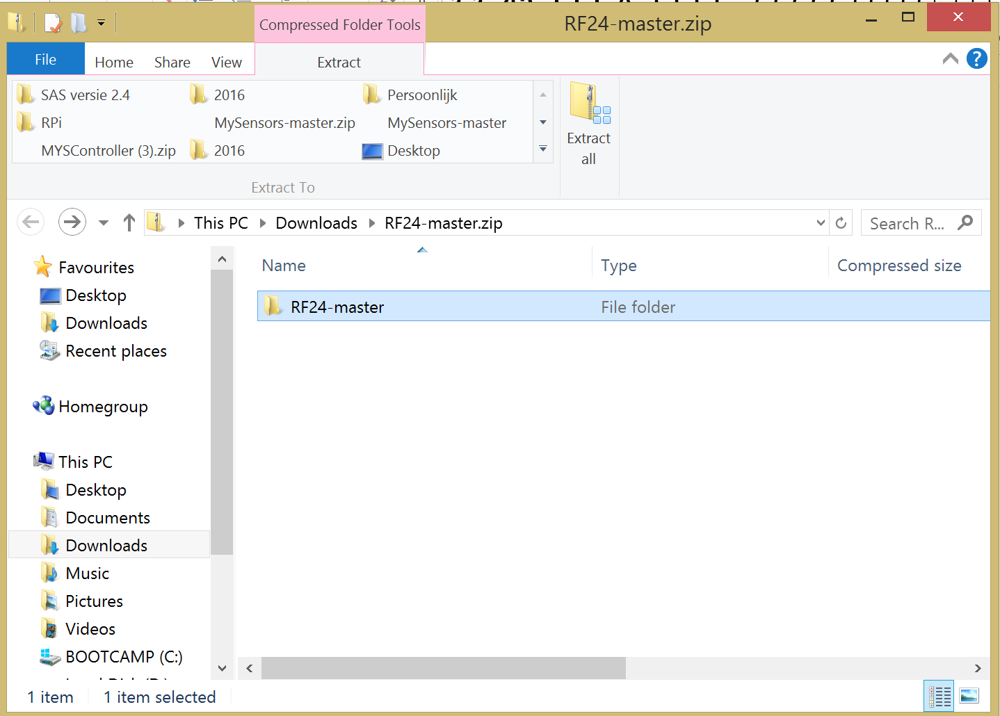 Compressed Folder Tools
RF24-master.zip
File
Home
Share
View
Extract
SAS versie 2.4
2016
Persoonlijk
RPi
MySensors-master.zip
MySensors-master
MYSController (3).zip
2016
Desktop
Extract
all
Extract To
This PC
Downloads
RF24-master.zip
Search R...
Name
Type
Compressed size
RF24-master
File folder
Favourites
Desktop
Downloads
Recent places
Homegroup
This PC
Desktop
Documents
Downloads
Music
Pictures
Videos
BOOTCAMP (C:)
1 item
1 item selected